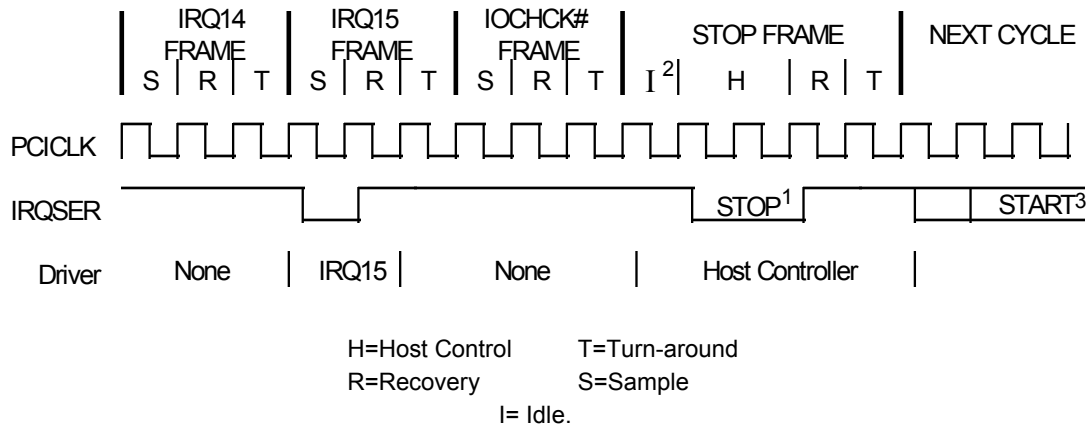 IRQ14 FRAME
IRQ15 FRAME
IOCHCK# FRAME
STOP FRAME
NEXT CYCLE
S R T S R T S R T I 2 H R T
PCICLK
IRQSER STOP1 START3
Driver None IRQ15 None Host Controller
H=Host Control T=Turn-around
R=Recovery S=Sample
I= Idle.